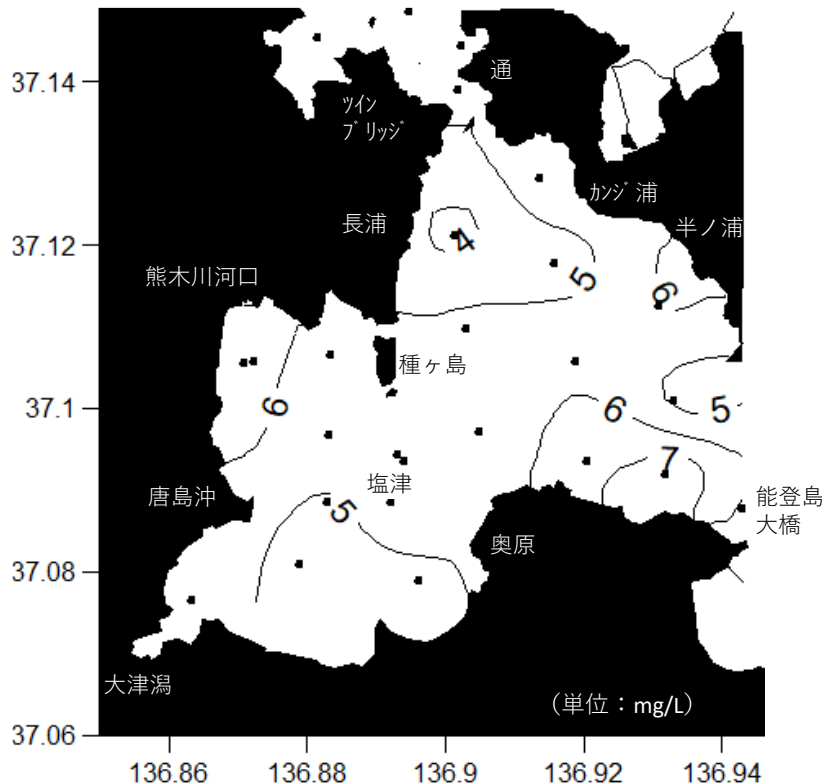 37.14
37.12
37.1
37.08
37.06
136.86
136.88
136.9
136.92
136.94
通
ﾂｲﾝ
ﾌﾞﾘｯｼﾞ
ｶﾝｼﾞ浦
長浦
半ノ浦
4
5
6
熊木川河口
種ヶ島
6
5
6
7
唐島沖
塩津
能登島
大橋
5
奥原
大津潟
（単位：mg/L）